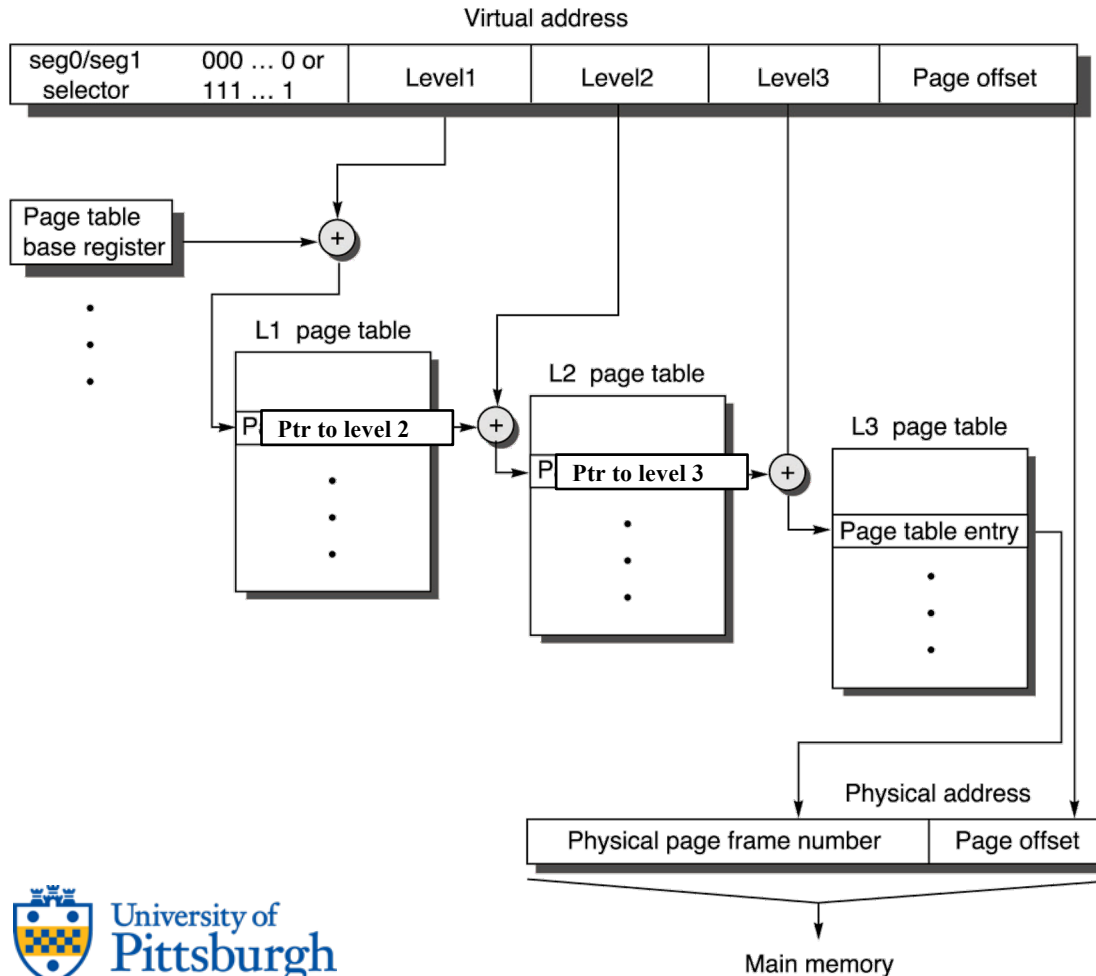 Virtual address
seg0/seg1 000 ... 0 or
selector 111 ... 1
Level1
Level2
Level3
Page offset
Page table
base register
+
L1 page table
Ptr to level 2
+
L2 page table
Ptr to level 3
+
L3 page table
Page table entry
Physical address
Physical page frame number
Page offset
University of
Pittsburgh
Main memory